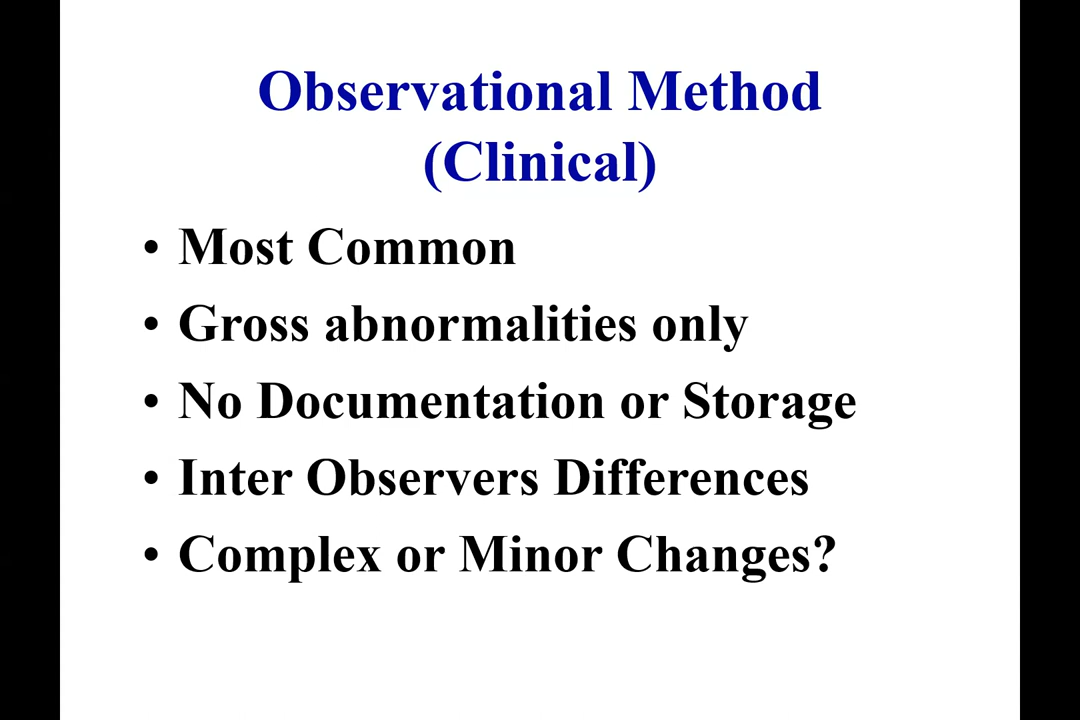 Observational Method
(Clinical)
• Most Common
• Gross abnormalities only
• No Documentation or Storage
• Inter Observers Differences
• Complex or Minor Changes?